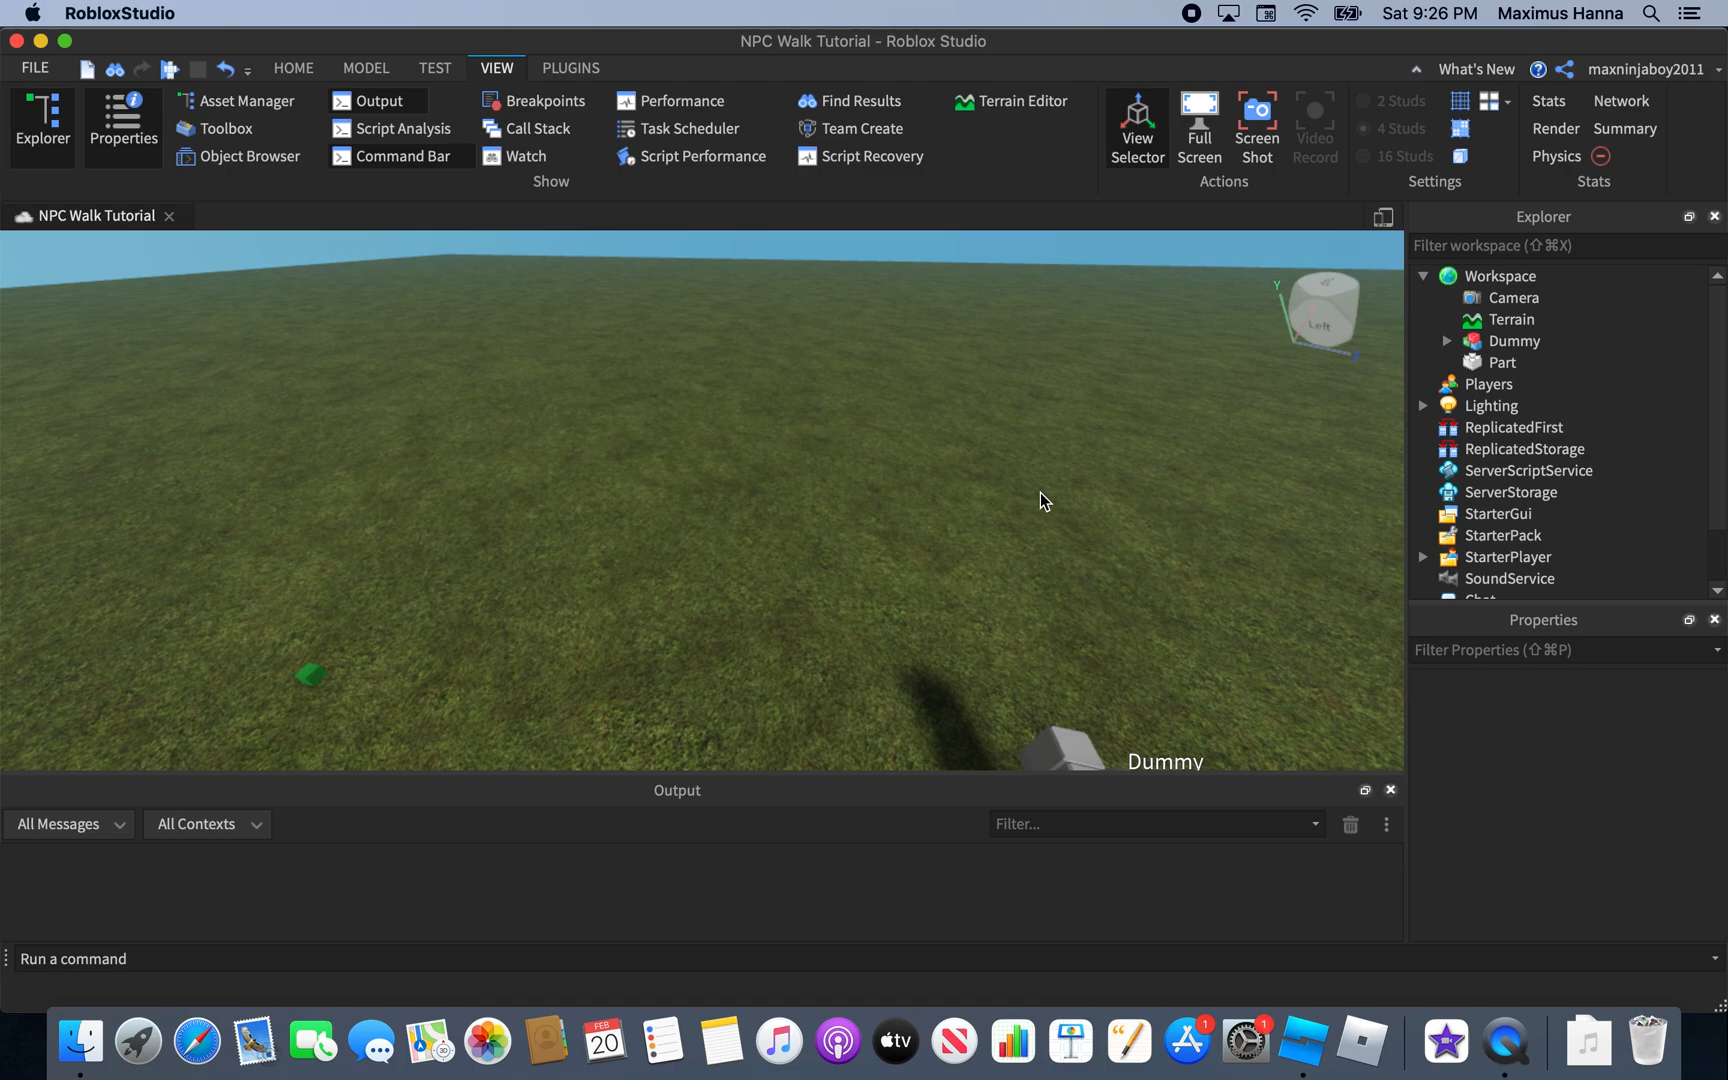 RobloxStudio
Sat 9:26 PM Maximus Hanna
NPC Walk Tutorial - Roblox Studio
FILE HOME MODEL TEST VIEW PLUGINS
What's New maxninjaboy2011
Explorer
Properties
Asset Manager
Toolbox
Object Browser
Output
Script Analysis
Command Bar
Breakpoints
Call Stack
Watch
Performance
Task Scheduler
Script Performance
Find Results
Team Create
Script Recovery
Terrain Editor
Show
View Selector
Full Screen
Screen Shot
Video Record
Actions
2 Studs
4 Studs
16 Studs
Settings
Stats Network
Render Summary
Physics
Stats
NPC Walk Tutorial
Explorer
Filter workspace (⇧⌘X)
Workspace
Camera
Terrain
Dummy
Part
Players
Lighting
ReplicatedFirst
ReplicatedStorage
ServerScriptService
ServerStorage
StarterGui
StarterPack
StarterPlayer
SoundService
Y
Left
Z
Dummy
Properties
Filter Properties (⇧⌘P)
Output
All Messages All Contexts Filter...
Run a command
3D
FEB
20
tv
1
1